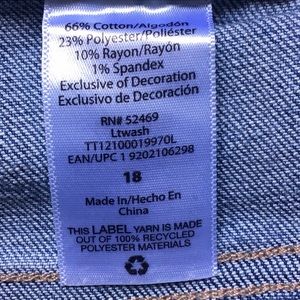 66% Cotton/Algodón
23% Polyester/Poliéster
10% Rayon/Rayón
1% Spandex
Exclusive of Decoration
Exclusivo de Decoración
RN# 52469
Ltwash
TT12100019970L
EAN/UPC 1 9202106298
18
Made In/Hecho En
China
THIS LABEL YARN IS MADE
OUT OF 100% RECYCLED
POLYESTER MATERIALS